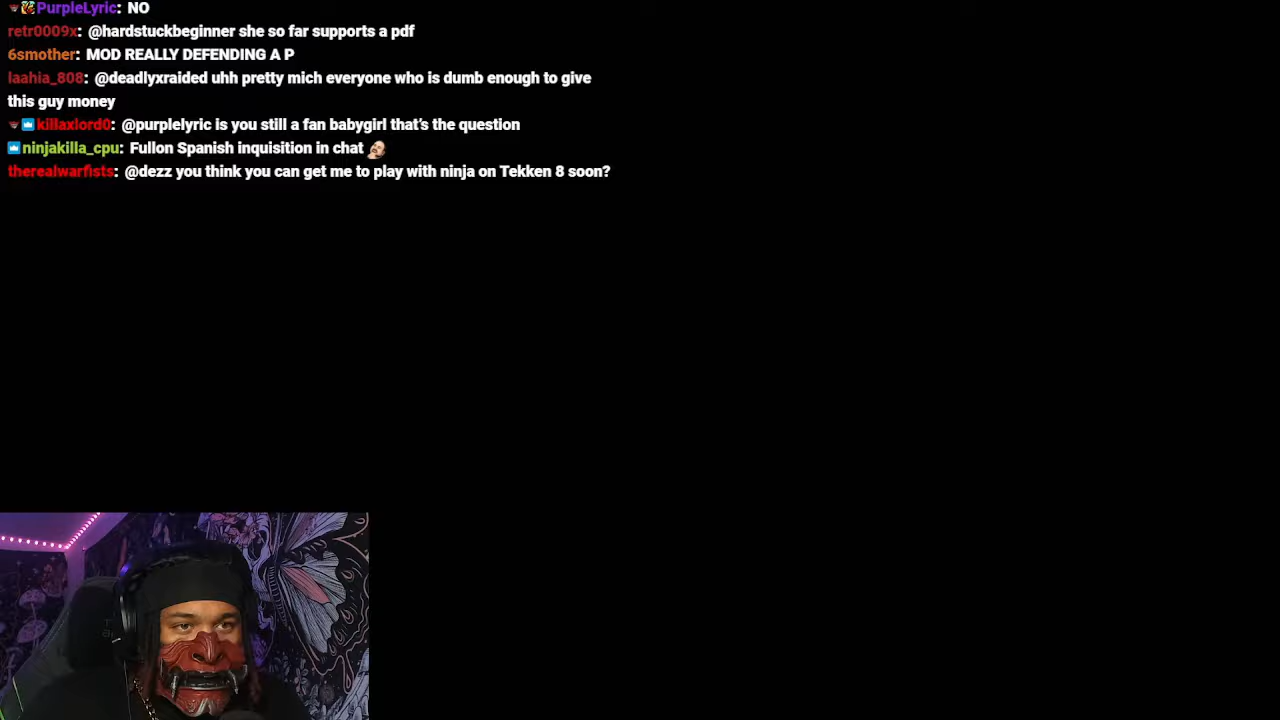 PurpleLyric: NO
retr0009x: @hardstuckbeginner she so far supports a pdf
6smother: MOD REALLY DEFENDING A P
laahia_808: @deadlyxraided uhh pretty mich everyone who is dumb enough to give
this guy money
killaxlord0: @purplelyric is you still a fan babygirl that's the question
ninjakilla_cpu: Fullon Spanish inquisition in chat
therealwarfists: @dezz you think you can get me to play with ninja on Tekken 8 soon?